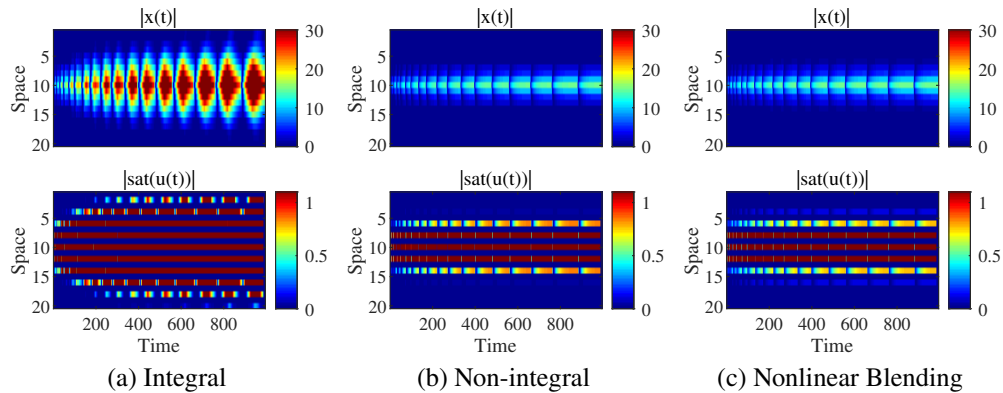 |x(t)| |x(t)| |x(t)|
Space 5 10 15 20 30 20 10 0
Space 5 10 15 20 30 20 10 0
Space 5 10 15 20 30 20 10 0
|sat(u(t))| |sat(u(t))| |sat(u(t))|
Space 5 10 15 20 1 0.5 0
Space 5 10 15 20 1 0.5 0
Space 5 10 15 20 1 0.5 0
200 400 600 800 200 400 600 800 200 400 600 800
Time Time Time
(a) Integral (b) Non-integral (c) Nonlinear Blending